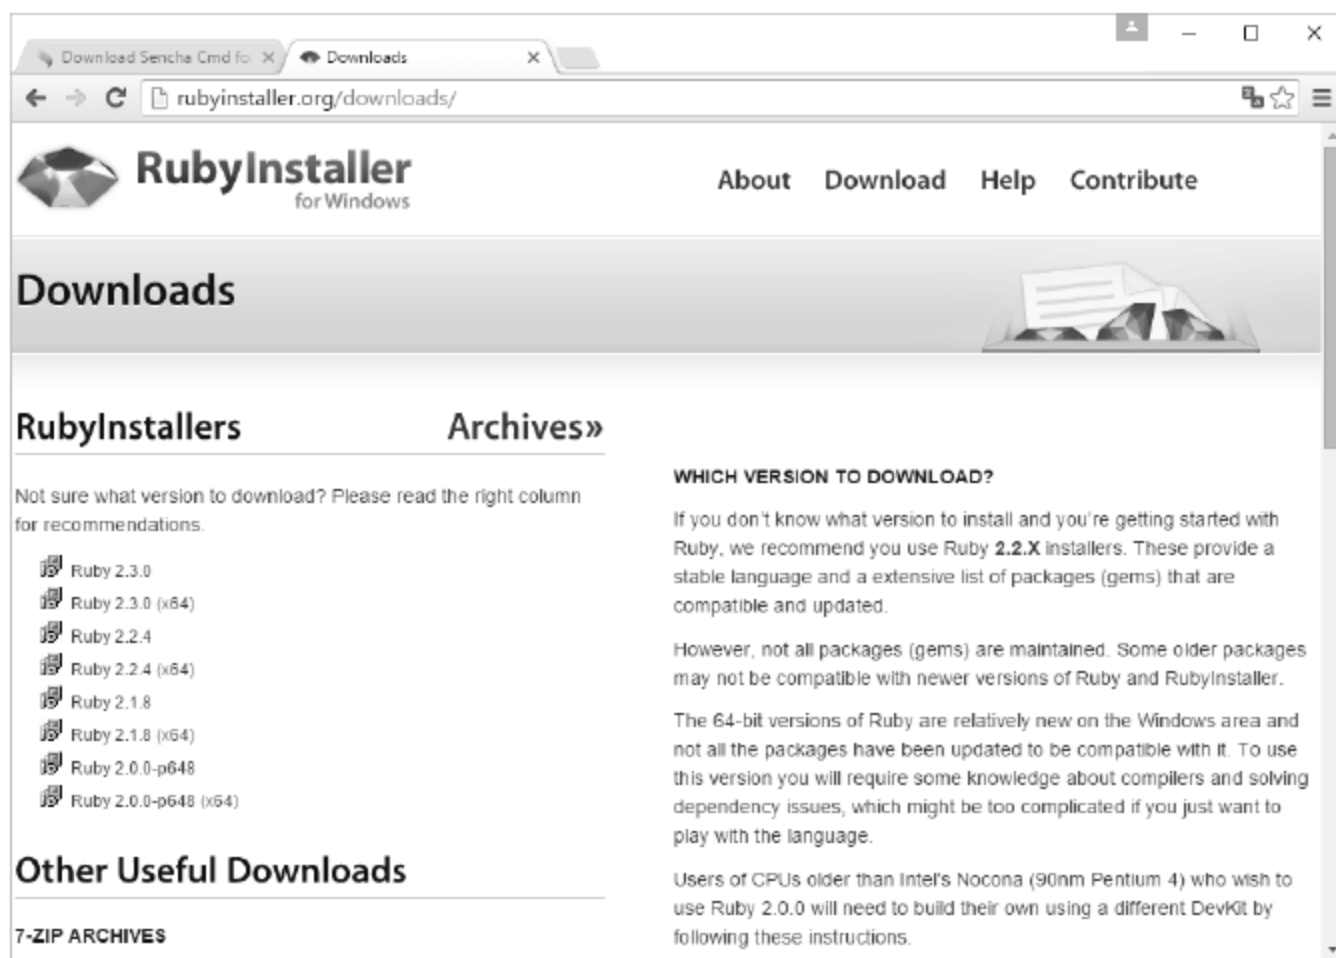 Download Sencha Cmd fo
Downloads
rubyinstaller.org/downloads/
RubyInstaller
for Windows
About Download Help Contribute
Downloads
RubyInstallers Archives»
Not sure what version to download? Please read the right column
for recommendations.
Ruby 2.3.0
Ruby 2.3.0 (x64)
Ruby 2.2.4
Ruby 2.2.4 (x64)
Ruby 2.1.8
Ruby 2.1.8 (x64)
Ruby 2.0.0-p648
Ruby 2.0.0-p648 (x64)
Other Useful Downloads
7-ZIP ARCHIVES
WHICH VERSION TO DOWNLOAD?
If you don't know what version to install and you're getting started with
Ruby, we recommend you use Ruby 2.2.X installers. These provide a
stable language and a extensive list of packages (gems) that are
compatible and updated.
However, not all packages (gems) are maintained. Some older packages
may not be compatible with newer versions of Ruby and RubyInstaller.
The 64-bit versions of Ruby are relatively new on the Windows area and
not all the packages have been updated to be compatible with it. To use
this version you will require some knowledge about compilers and solving
dependency issues, which might be too complicated if you just want to
play with the language.
Users of CPUs older than Intel's Nocona (90nm Pentium 4) who wish to
use Ruby 2.0.0 will need to build their own using a different DevKit by
following these instructions.